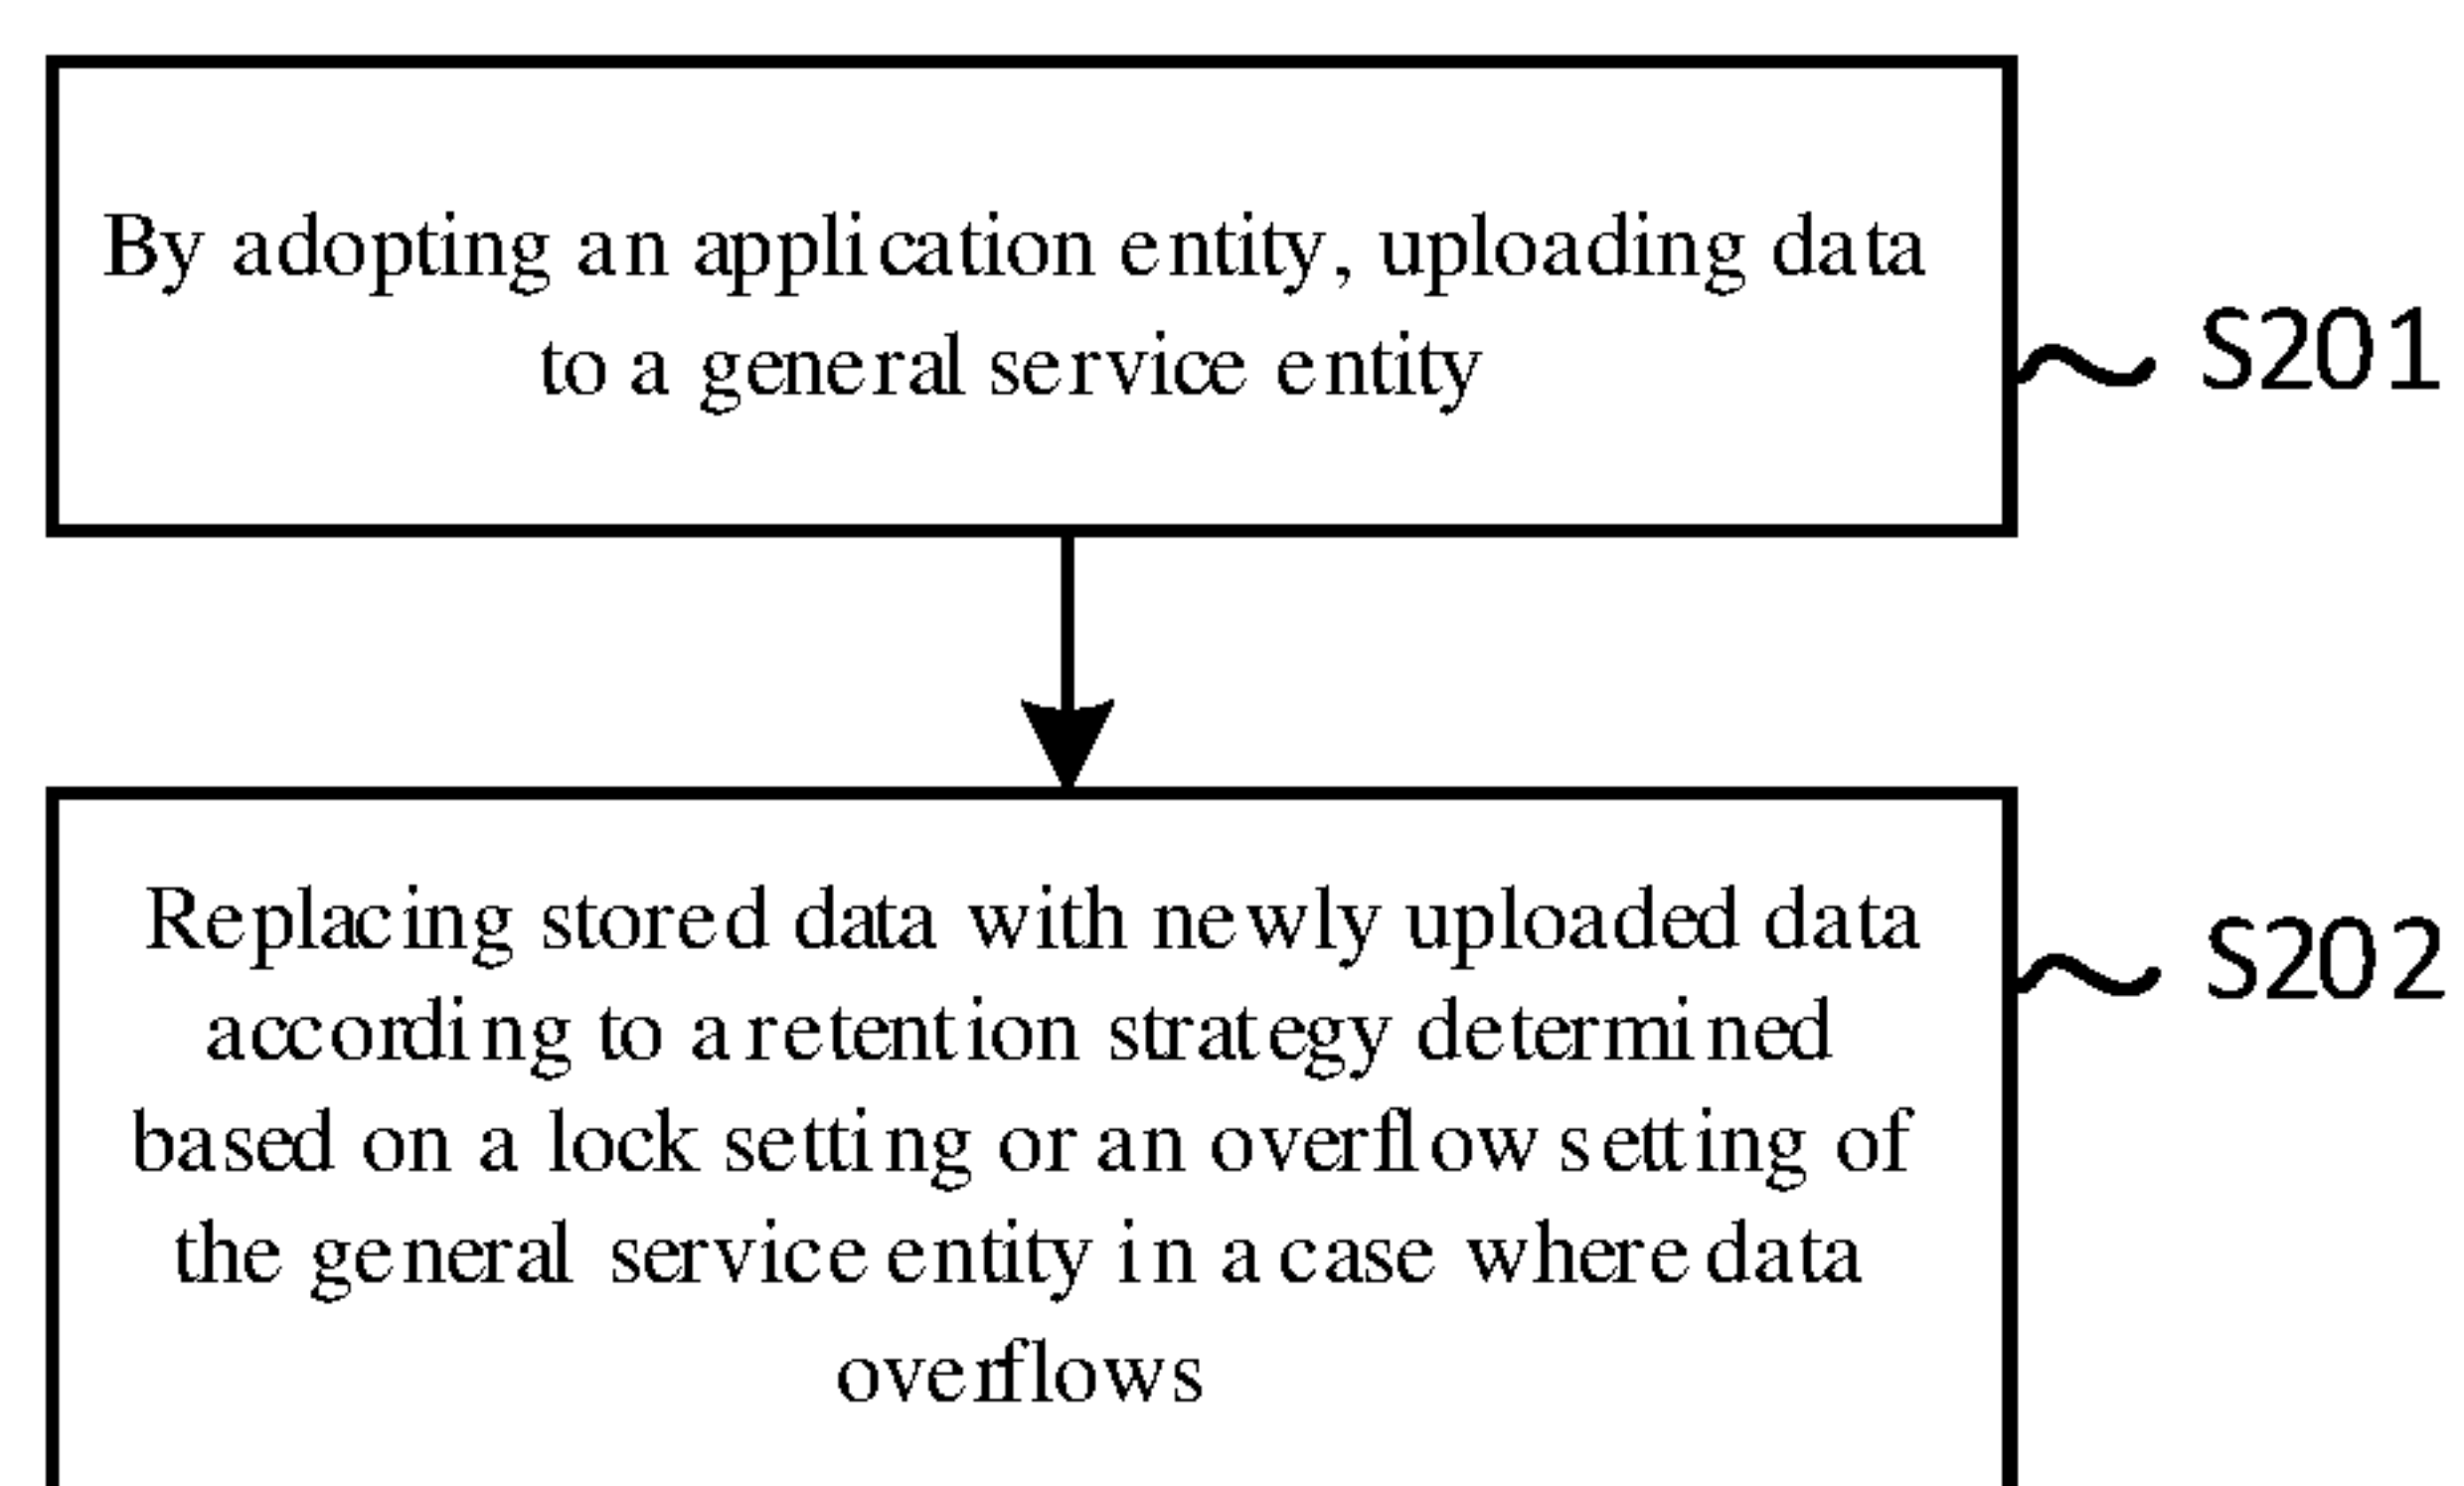 By adopting an application entity, uploading data
to a general service entity
S201
Replacing stored data with newly uploaded data
according to a retention strategy determined
based on a lock setting or an overflow setting of
the general service entity in a case where data
overflows
S202